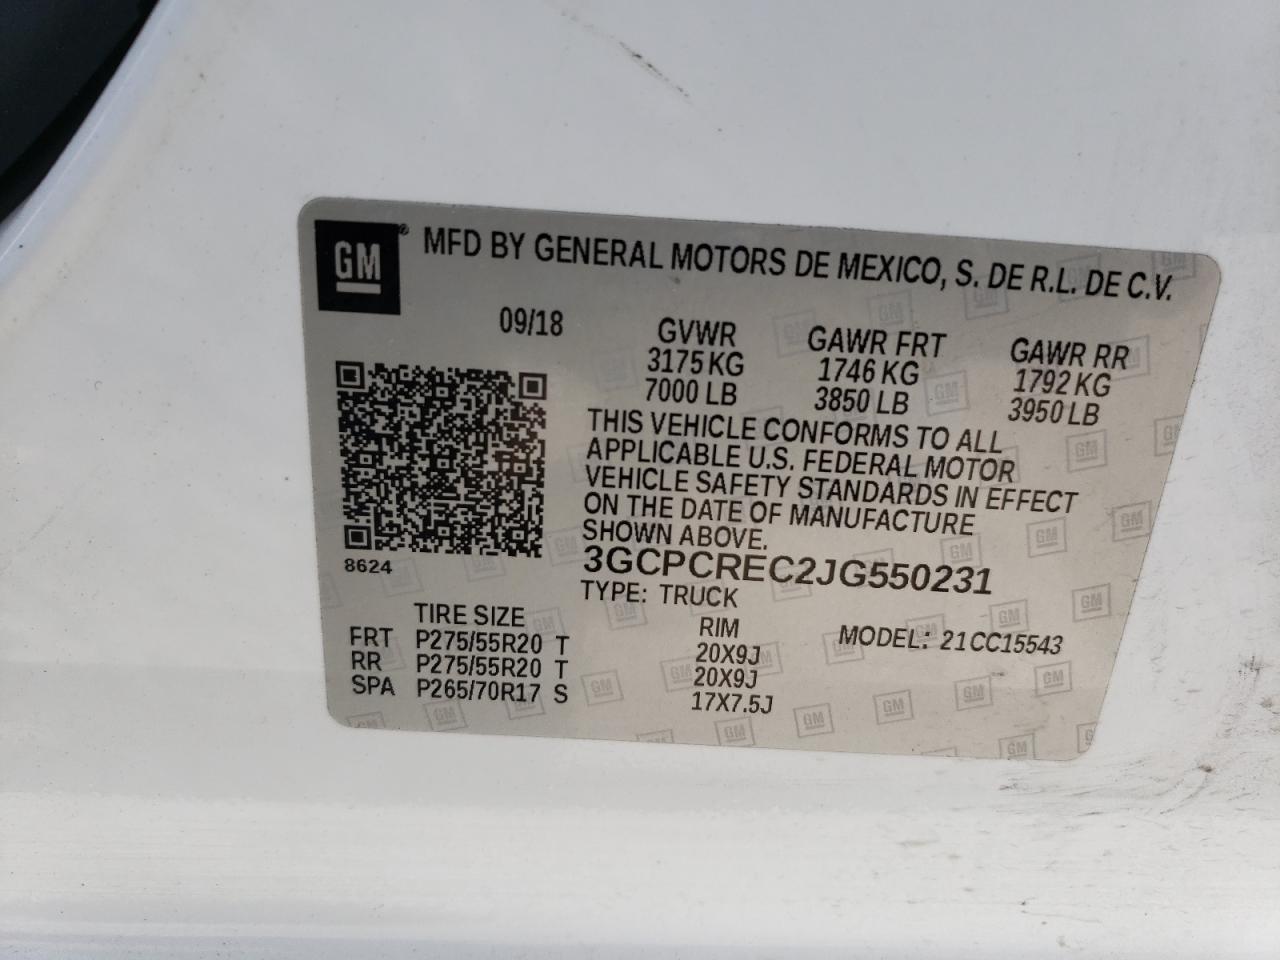 GM® MFD BY GENERAL MOTORS DE MEXICO, S. DE R.L. DE C.V.
09/18 GVWR GAWR FRT GAWR RR
3175 KG 1746 KG 1792 KG
7000 LB 3850 LB 3950 LB
THIS VEHICLE CONFORMS TO ALL
APPLICABLE U.S. FEDERAL MOTOR
VEHICLE SAFETY STANDARDS IN EFFECT
ON THE DATE OF MANUFACTURE
SHOWN ABOVE.
8624
3GCPCREC2JG550231
TYPE: TRUCK
TIRE SIZE RIM MODEL: 21CC15543
FRT P275/55R20 T 20X9J
RR P275/55R20 T 20X9J
SPA P265/70R17 S 17X7.5J